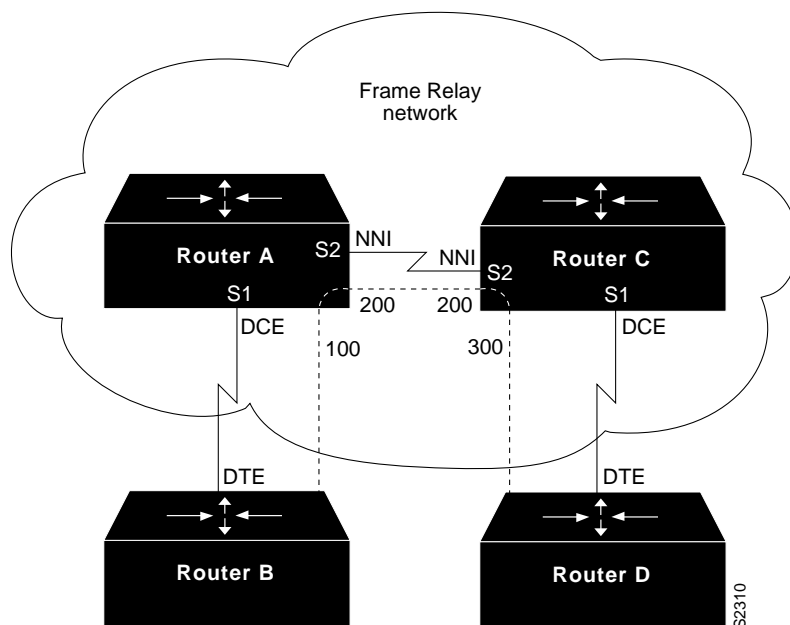 Frame Relay
network
NNI
Router A
S2
NNI
S2
Router C
S1
S1
200
200
DCE
DCE
100
300
DTE
DTE
Router B
Router D
S2310